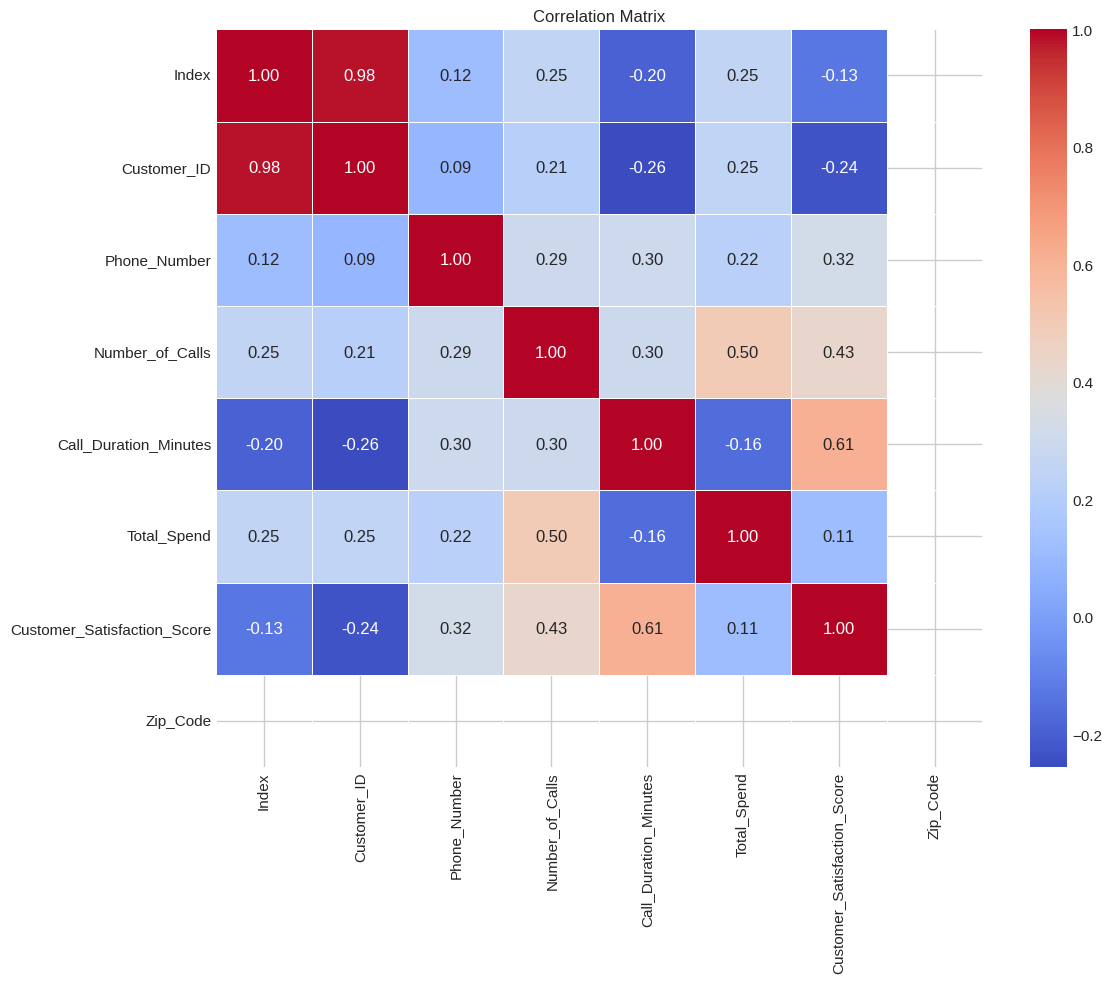 Correlation Matrix
Index 1.00 0.98 0.12 0.25 -0.20 0.25 -0.13
Customer_ID 0.98 1.00 0.09 0.21 -0.26 0.25 -0.24
Phone_Number 0.12 0.09 1.00 0.29 0.30 0.22 0.32
Number_of_Calls 0.25 0.21 0.29 1.00 0.30 0.50 0.43
Call_Duration_Minutes -0.20 -0.26 0.30 0.30 1.00 -0.16 0.61
Total_Spend 0.25 0.25 0.22 0.50 -0.16 1.00 0.11
Customer_Satisfaction_Score -0.13 -0.24 0.32 0.43 0.61 0.11 1.00
Zip_Code
Index
Customer_ID
Phone_Number
Number_of_Calls
Call_Duration_Minutes
Total_Spend
Customer_Satisfaction_Score
Zip_Code
1.0
0.8
0.6
0.4
0.2
0.0
−0.2